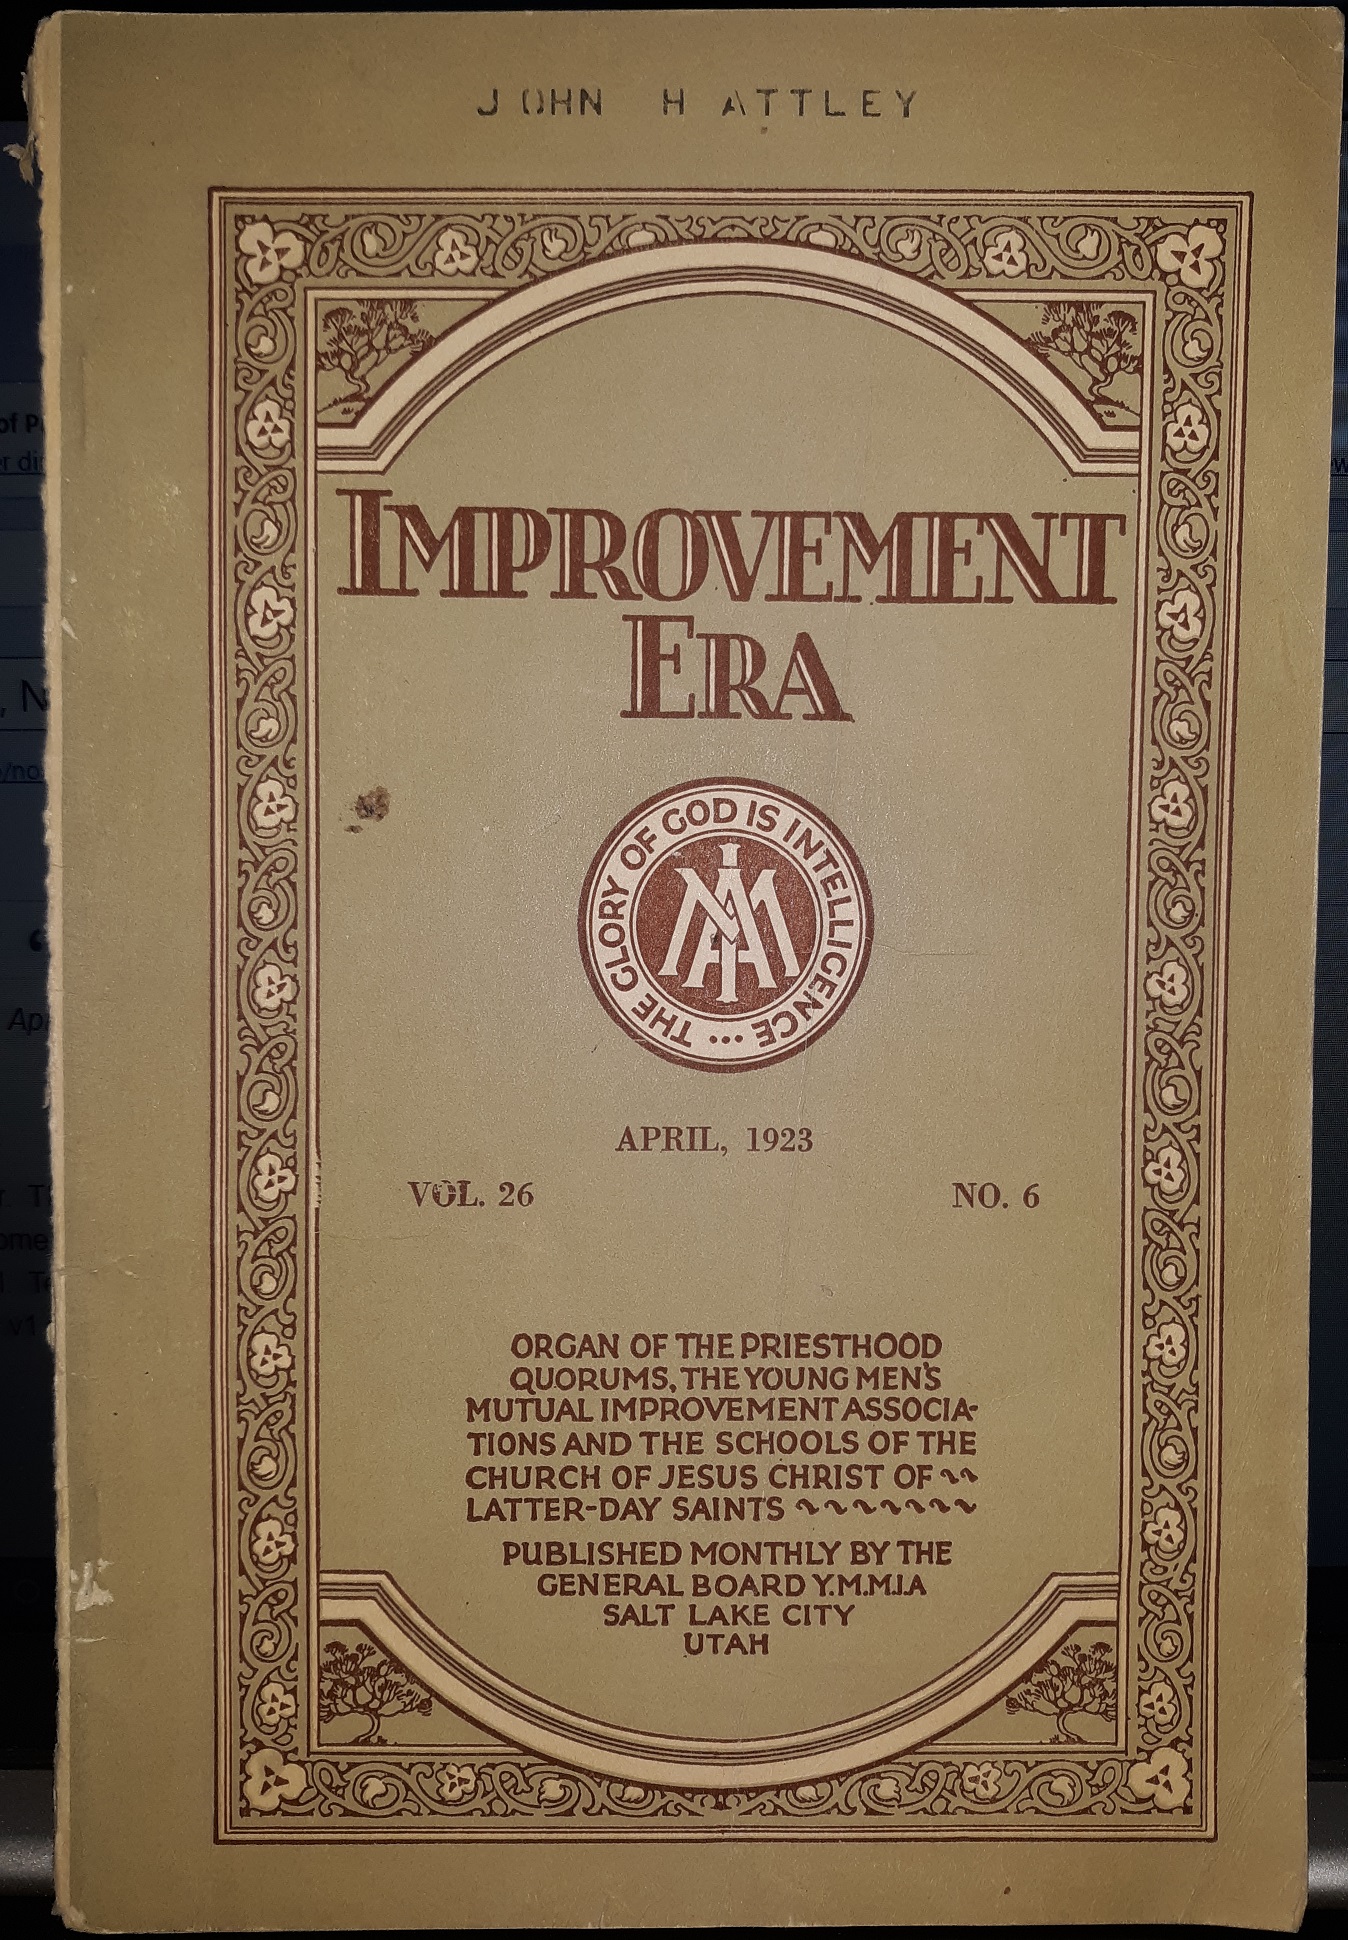 JOHN H ATTLEY
IMPROVEMENT
ERA
THE GLORY OF GOD IS INTELLIGENCE ...
APRIL, 1923
VOL. 26 NO. 6
ORGAN OF THE PRIESTHOOD
QUORUMS, THE YOUNG MEN'S
MUTUAL IMPROVEMENT ASSOCIA-
TIONS AND THE SCHOOLS OF THE
CHURCH OF JESUS CHRIST OF ~~
LATTER-DAY SAINTS ~~~~~~~
PUBLISHED MONTHLY BY THE
GENERAL BOARD Y.M.M.I.A
SALT LAKE CITY
UTAH